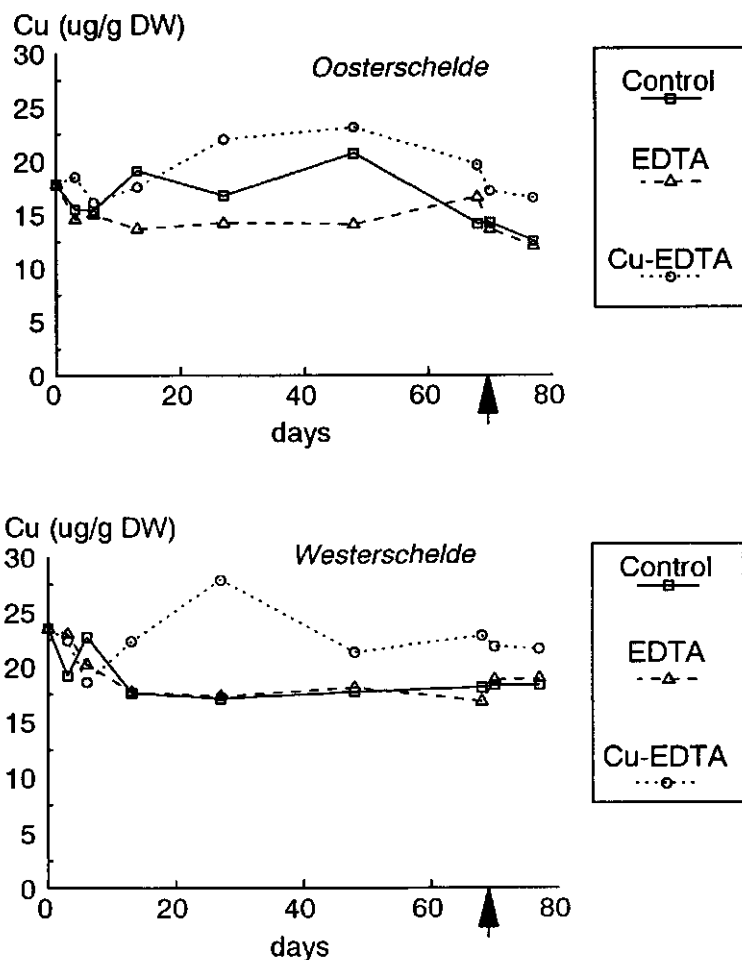 Cu (ug/g DW)
Oosterschelde
30
25
20
15
10
5
0
0 20 40 60 80
days
Control
EDTA
Cu-EDTA
Cu (ug/g DW)
Westerschelde
30
25
20
15
10
5
0
0 20 40 60 80
days
Control
EDTA
Cu-EDTA